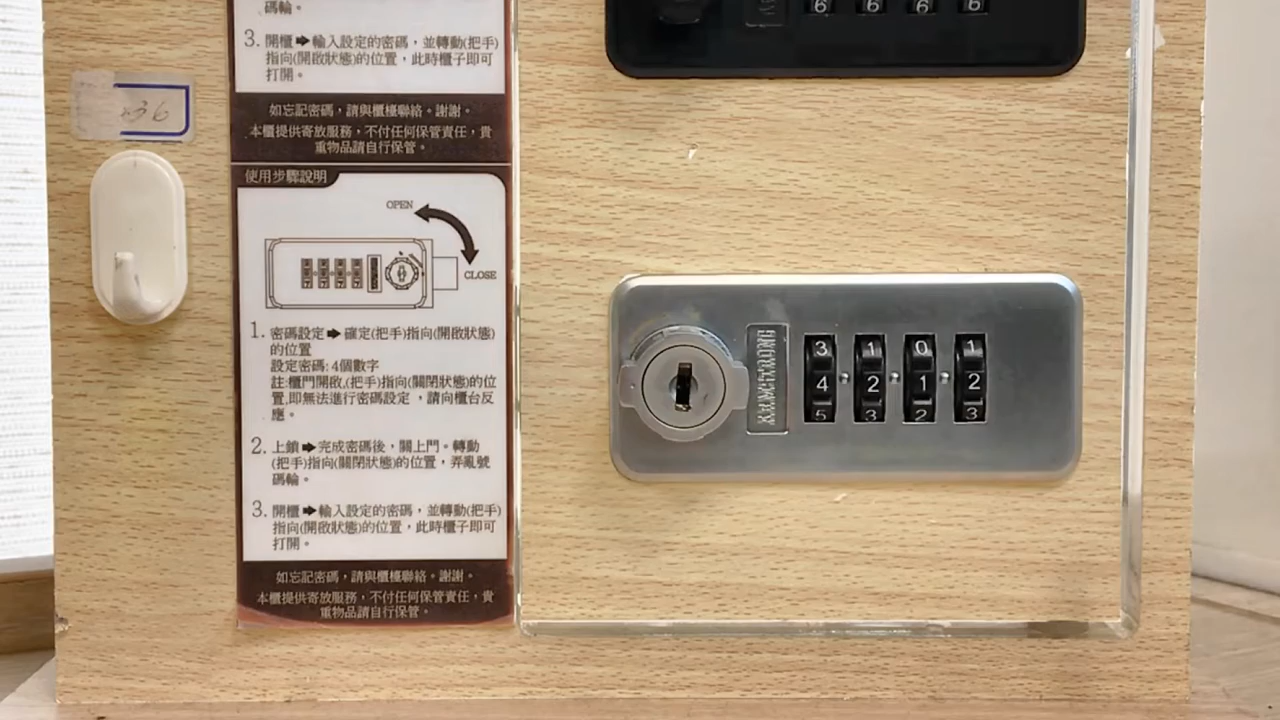 碼輪。
3. 開櫃➡輸入設定的密碼，並轉動(把手)
指向(開啟狀態)的位置，此時櫃子即可
打開。
如忘記密碼，請與櫃檯聯絡。謝謝。
本櫃提供寄放服務，不付任何保管責任，貴
重物品請自行保管。
36
使用步驟說明
OPEN
CLOSE
1. 密碼設定➡確定(把手)指向(開啟狀態)
的位置
設定密碼: 4個數字
註:櫃門開啟,(把手)指向(關閉狀態)的位
置,即無法進行密碼設定，請向櫃台反
應。
2. 上鎖➡完成密碼後，關上門。轉動
(把手)指向(關閉狀態)的位置，弄亂號
碼輪。
3. 開櫃➡輸入設定的密碼，並轉動(把手)
指向(開啟狀態)的位置，此時櫃子即可
打開。
如忘記密碼，請與櫃檯聯絡。謝謝。
本櫃提供寄放服務，不付任何保管責任，貴
重物品請自行保管。
6 6 6 6
3 1 0 1
4 2 1 2
5 3 2 3